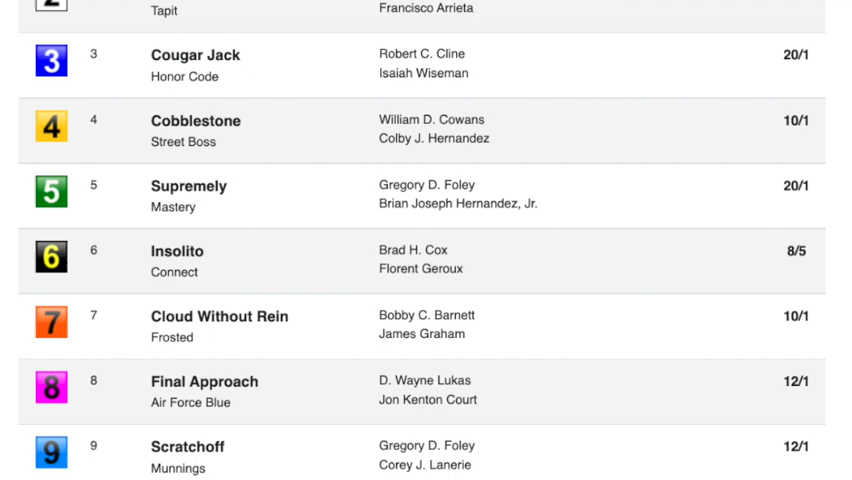 2
Tapit
Francisco Arrieta
3 3 Cougar Jack Robert C. Cline 20/1
Honor Code Isaiah Wiseman
4 4 Cobblestone William D. Cowans 10/1
Street Boss Colby J. Hernandez
5 5 Supremely Gregory D. Foley 20/1
Mastery Brian Joseph Hernandez, Jr.
6 6 Insolito Brad H. Cox 8/5
Connect Florent Geroux
7 7 Cloud Without Rein Bobby C. Barnett 10/1
Frosted James Graham
8 8 Final Approach D. Wayne Lukas 12/1
Air Force Blue Jon Kenton Court
9 9 Scratchoff Gregory D. Foley 12/1
Munnings Corey J. Lanerie